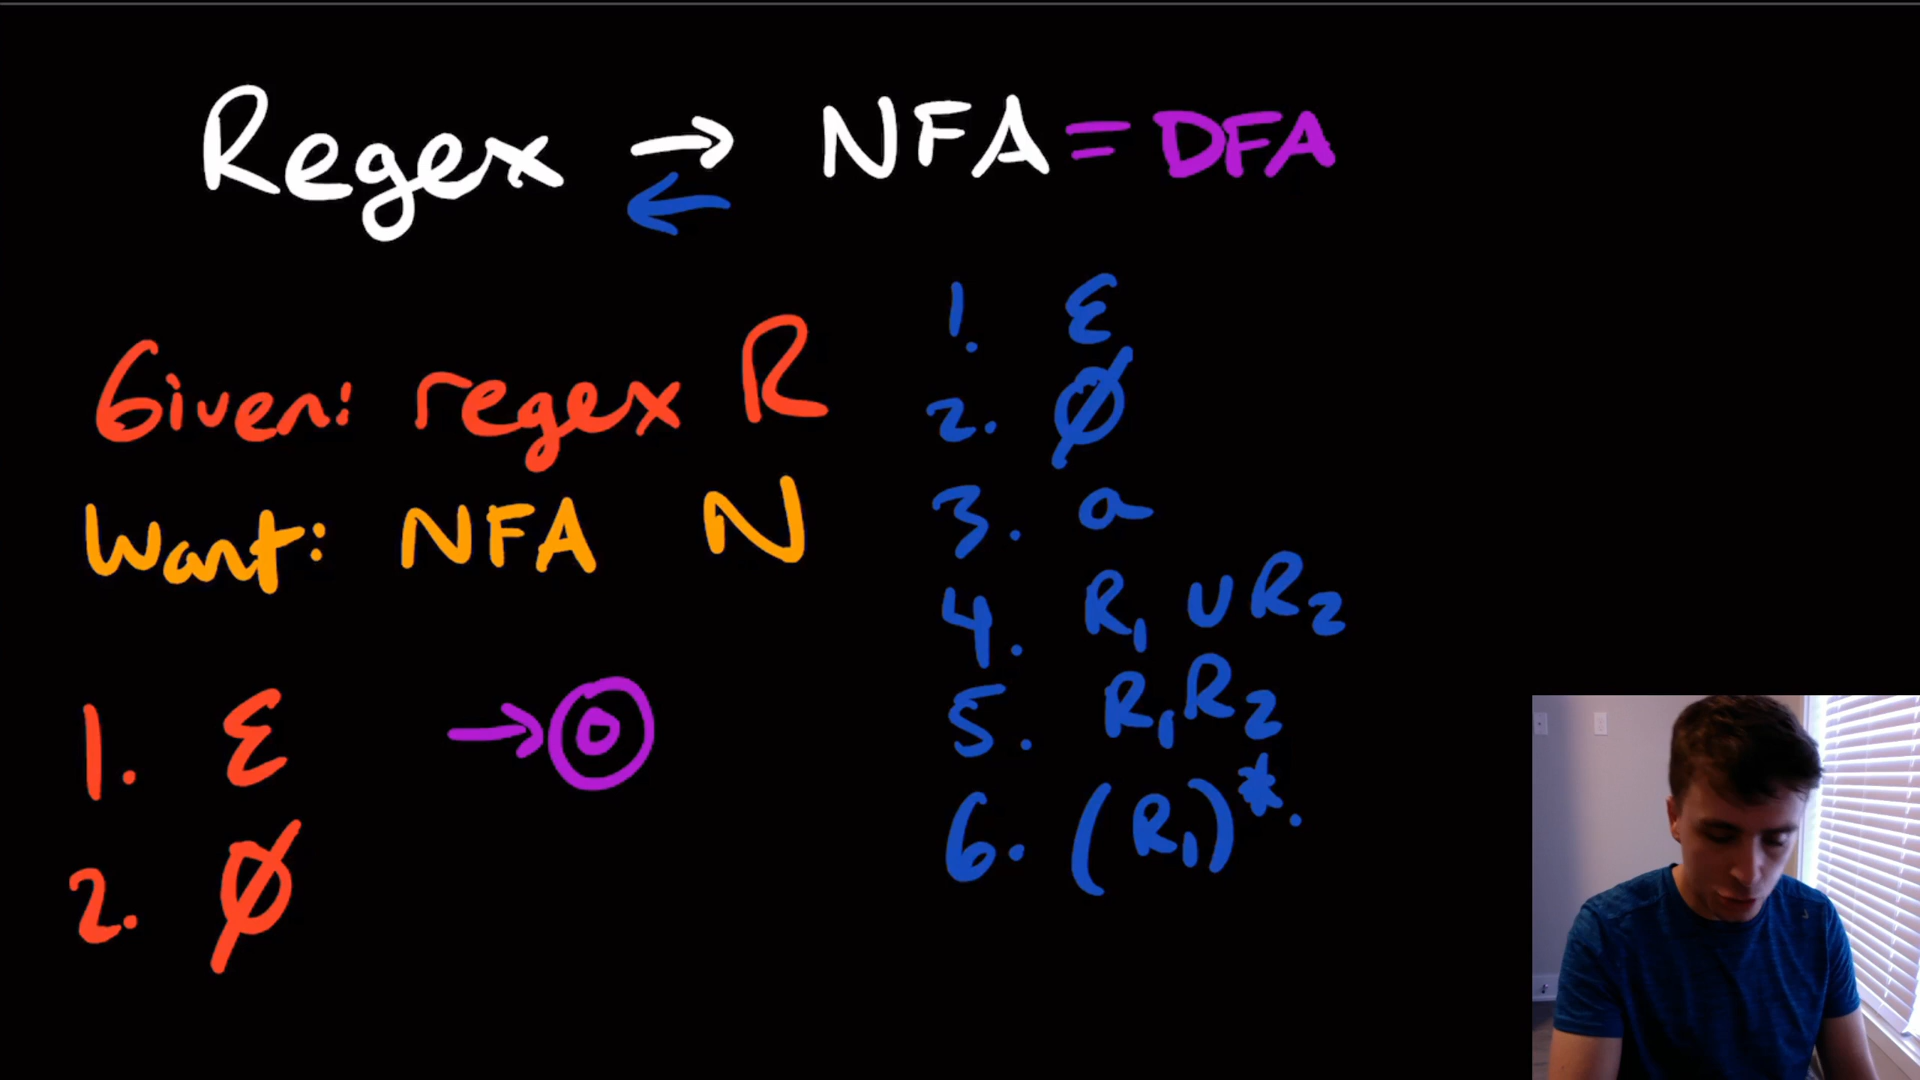 Regex → NFA = DFA
←
Given: regex R
Want: NFA N
1. ε →
2. ∅
1. ε
2. ∅
3. a
4. R₁ ∪ R₂
5. R₁R₂
6. (R₁)*.